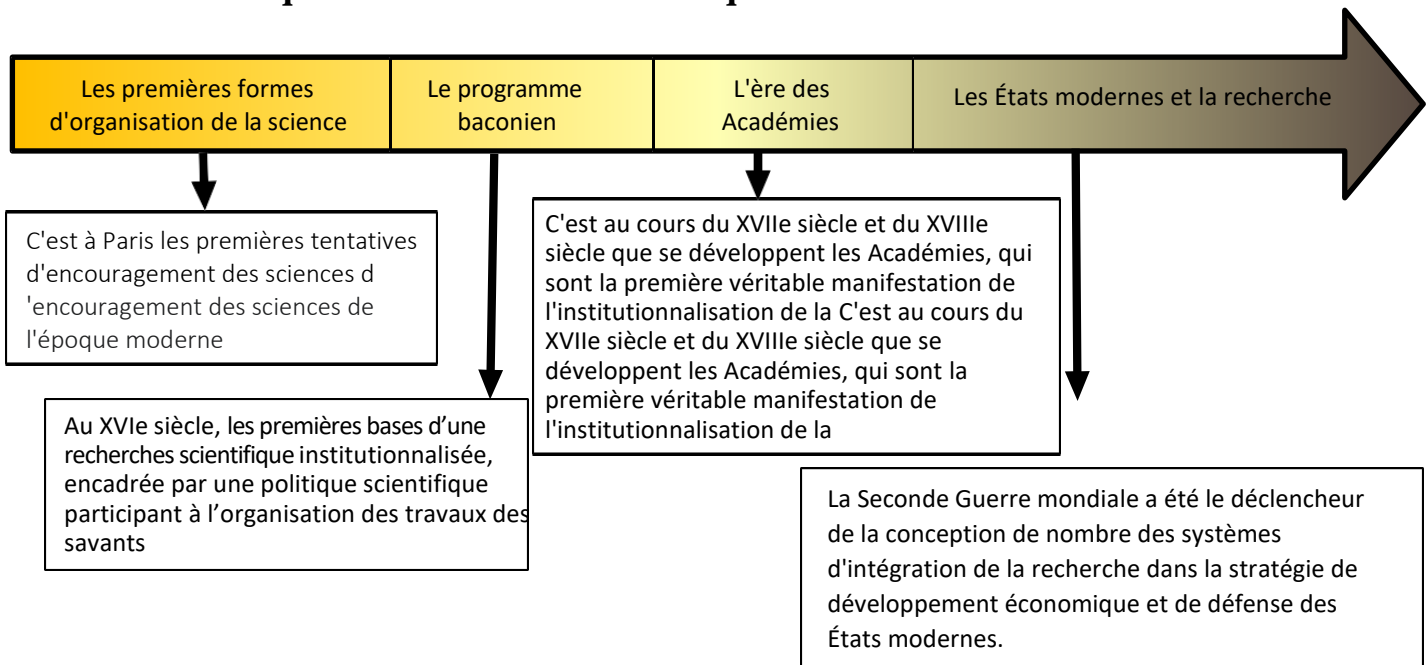 Les premières formes
d'organisation de la science
Le programme
baconien
L'ère des
Académies
Les États modernes et la recherche
C'est à Paris les premières tentatives
d'encouragement des sciences d
'encouragement des sciences de
l'époque moderne
Au XVIe siècle, les premières bases d’une
recherches scientifique institutionnalisée,
encadrée par une politique scientifique
participant à l’organisation des travaux des
savants
C'est au cours du XVIIe siècle et du XVIIIe
siècle que se développent les Académies, qui
sont la première véritable manifestation de
l'institutionnalisation de la C'est au cours du
XVIIe siècle et du XVIIIe siècle que se
développent les Académies, qui sont la
première véritable manifestation de
l'institutionnalisation de la
La Seconde Guerre mondiale a été le déclencheur
de la conception de nombre des systèmes
d'intégration de la recherche dans la stratégie de
développement économique et de défense des
États modernes.